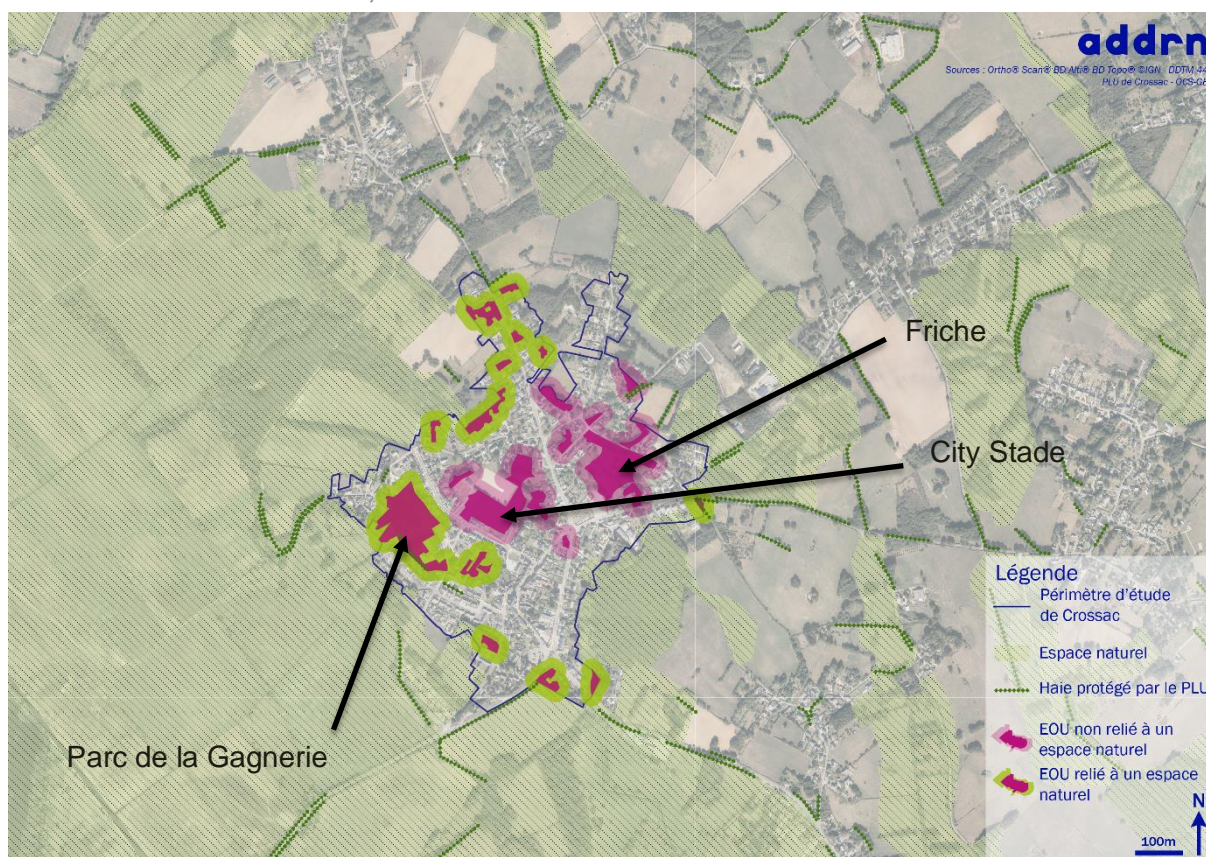 addrn
Sources : Ortho® Scan® BD Alti® BD Topo® ©IGN DDTM 44
PLU de Crossac - OCS-GE
Friche
City Stade
Parc de la Gagnerie
Légende
Périmètre d'étude
de Crossac
Espace naturel
Haie protégé par le PLU
EOU non relié à un
espace naturel
EOU relié à un espace
naturel
N
100m